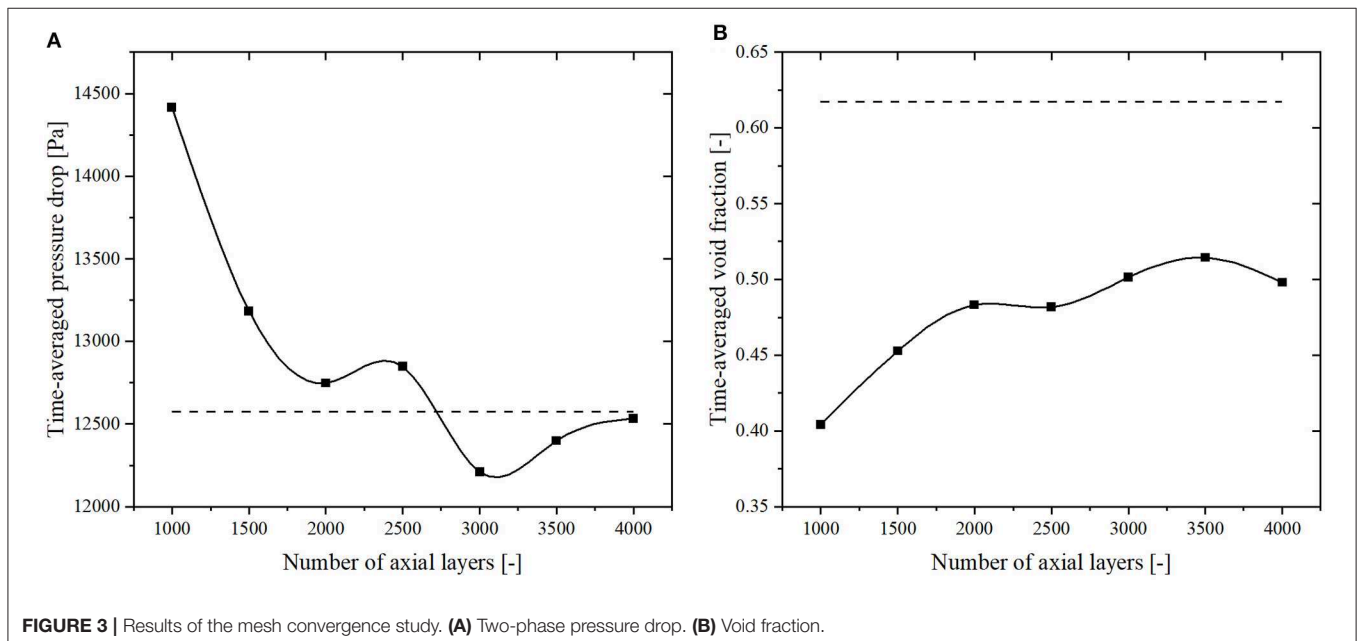 A
Time-averaged pressure drop [Pa]
14500
14000
13500
13000
12500
12000
1000 1500 2000 2500 3000 3500 4000
Number of axial layers [-]
B
Time-averaged void fraction [-]
0.65
0.60
0.55
0.50
0.45
0.40
0.35
1000 1500 2000 2500 3000 3500 4000
Number of axial layers [-]
FIGURE 3 | Results of the mesh convergence study. (A) Two-phase pressure drop. (B) Void fraction.